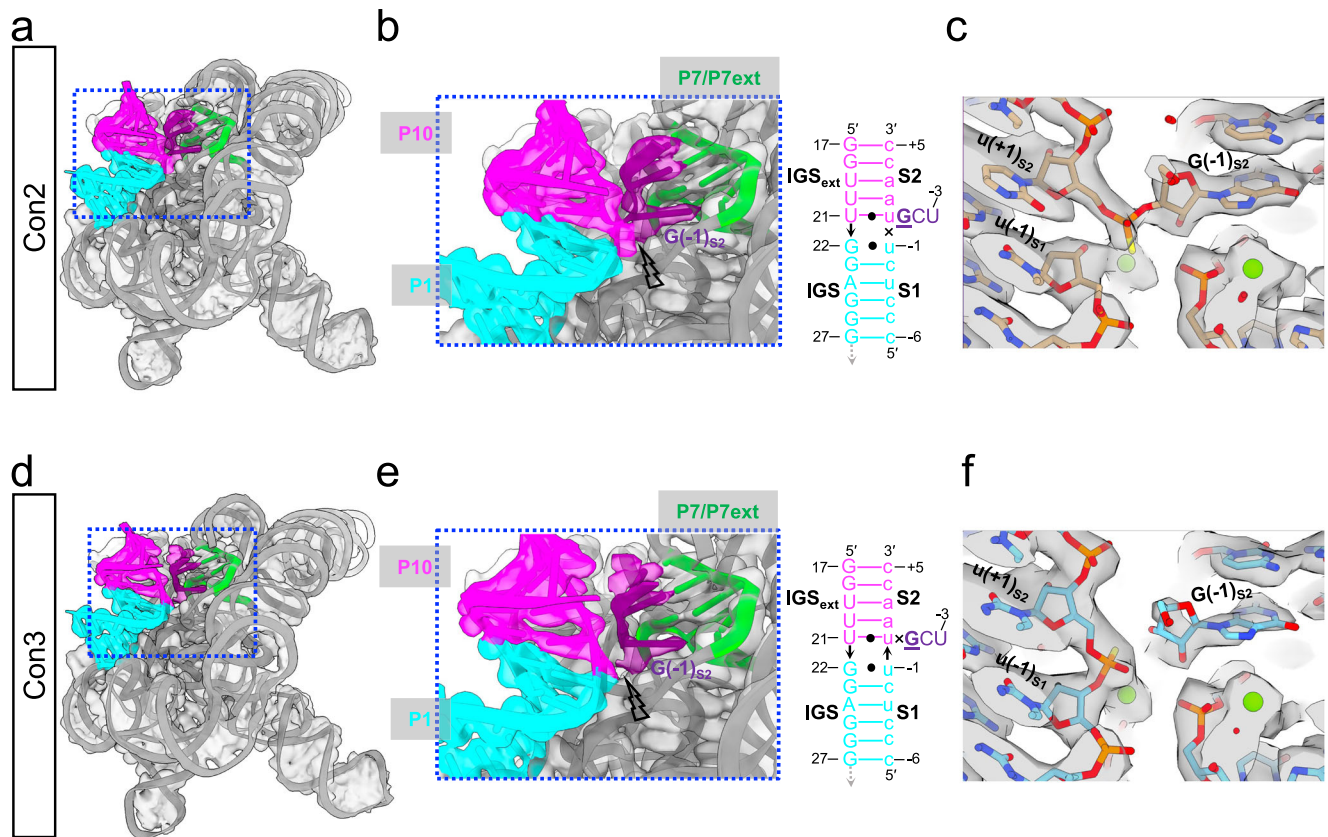 a
b
c
Con2
P7/P7ext
P10
P1
G(-1)S2
5′ 3′
17 G c +5
G c
IGSext U a S2
U a -3
21 U • u GCU
×
22 G • u -1
G c
IGS A u S1
G c
G c
27 G c -6
5′
u(+1)S2
G(-1)S2
u(-1)S1
d
e
f
Con3
P7/P7ext
P10
P1
G(-1)S2
5′ 3′
17 G c +5
G c
IGSext U a S2
U a -3
21 U • u × GCU
22 G • u -1
G c
IGS A u S1
G c
G c
27 G c -6
5′
u(+1)S2
G(-1)S2
u(-1)S1